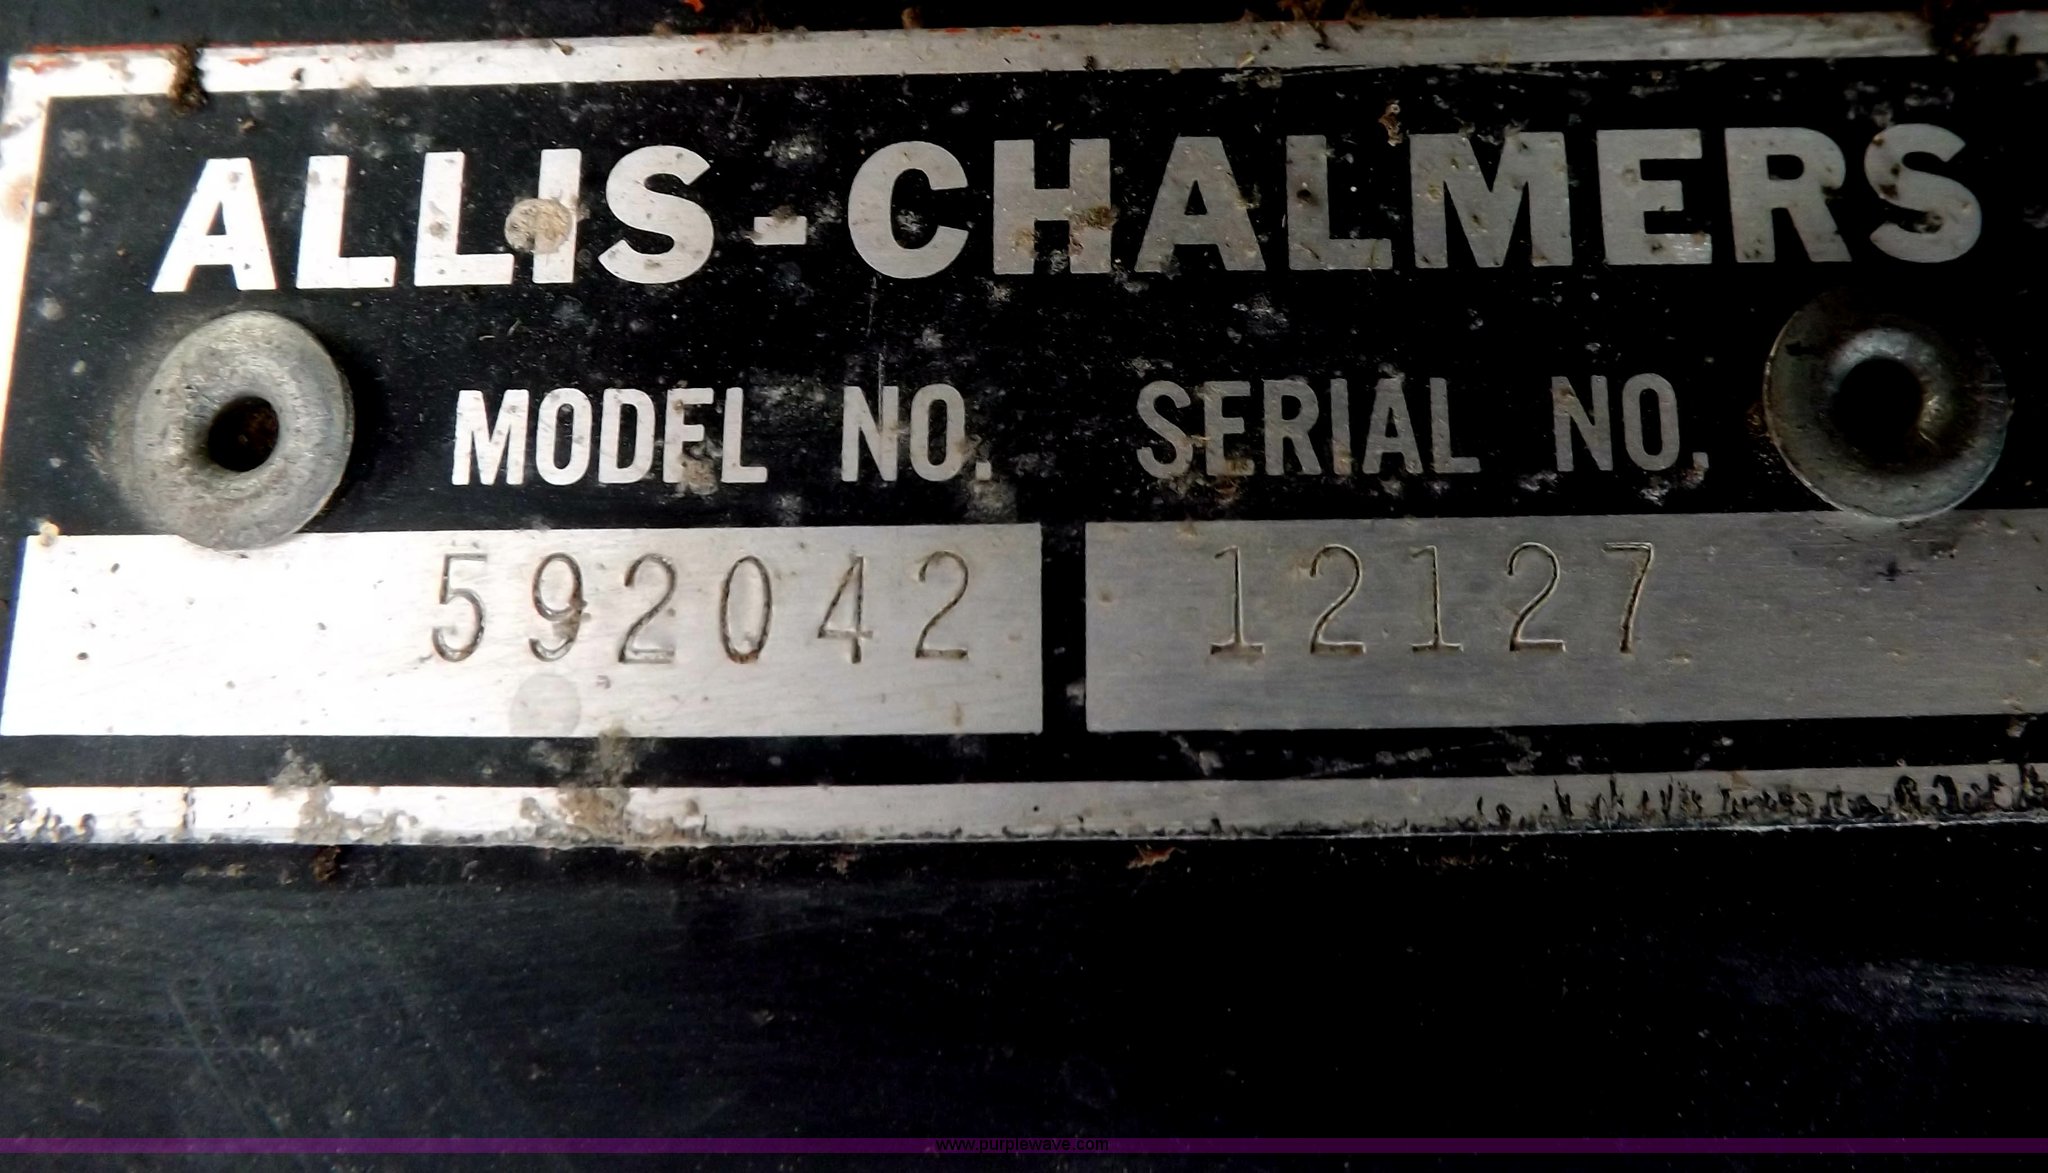 ALLIS-CHALMERS
MODEL NO. SERIAL NO.
592042 12127
www.purplewave.com